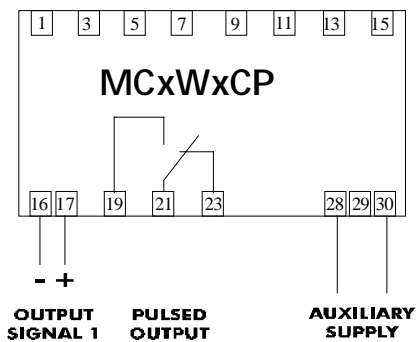 1 3 5 7 9 11 13 15
MCxWxCP
16 17 19 21 23 28 29 30
- +
OUTPUT PULSED AUXILIARY
SIGNAL 1 OUTPUT SUPPLY